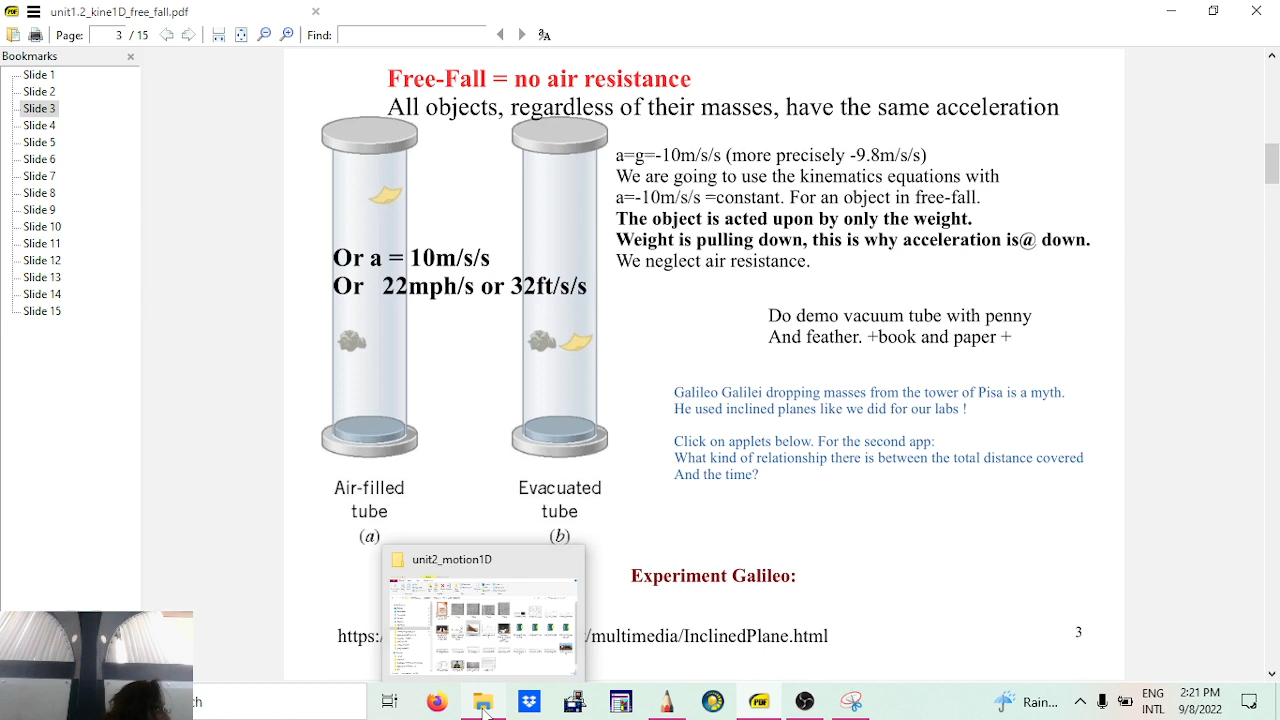 unit1.2_kine1D_free_fall.pdf
Page: 3 / 15
Find:
Bookmarks
Slide 1
Slide 2
Slide 3
Slide 4
Slide 5
Slide 6
Slide 7
Slide 8
Slide 9
Slide 10
Slide 11
Slide 12
Slide 13
Slide 14
Slide 15
Free-Fall = no air resistance
All objects, regardless of their masses, have the same acceleration
a=g=-10m/s/s (more precisely -9.8m/s/s)
We are going to use the kinematics equations with
a=-10m/s/s =constant. For an object in free-fall.
The object is acted upon by only the weight.
Weight is pulling down, this is why acceleration is@ down.
We neglect air resistance.
Or a = 10m/s/s
Or 22mph/s or 32ft/s/s
Do demo vacuum tube with penny
And feather. +book and paper +
Galileo Galilei dropping masses from the tower of Pisa is a myth.
He used inclined planes like we did for our labs !
Click on applets below. For the second app:
What kind of relationship there is between the total distance covered
And the time?
Air-filled
tube
(a)
Evacuated
tube
(b)
unit2_motion1D
Experiment Galileo:
https:/ /multimedia/InclinedPlane.html
3
ch
PDF
Rain...
ENG
INTL
2:21 PM
9/8/2022